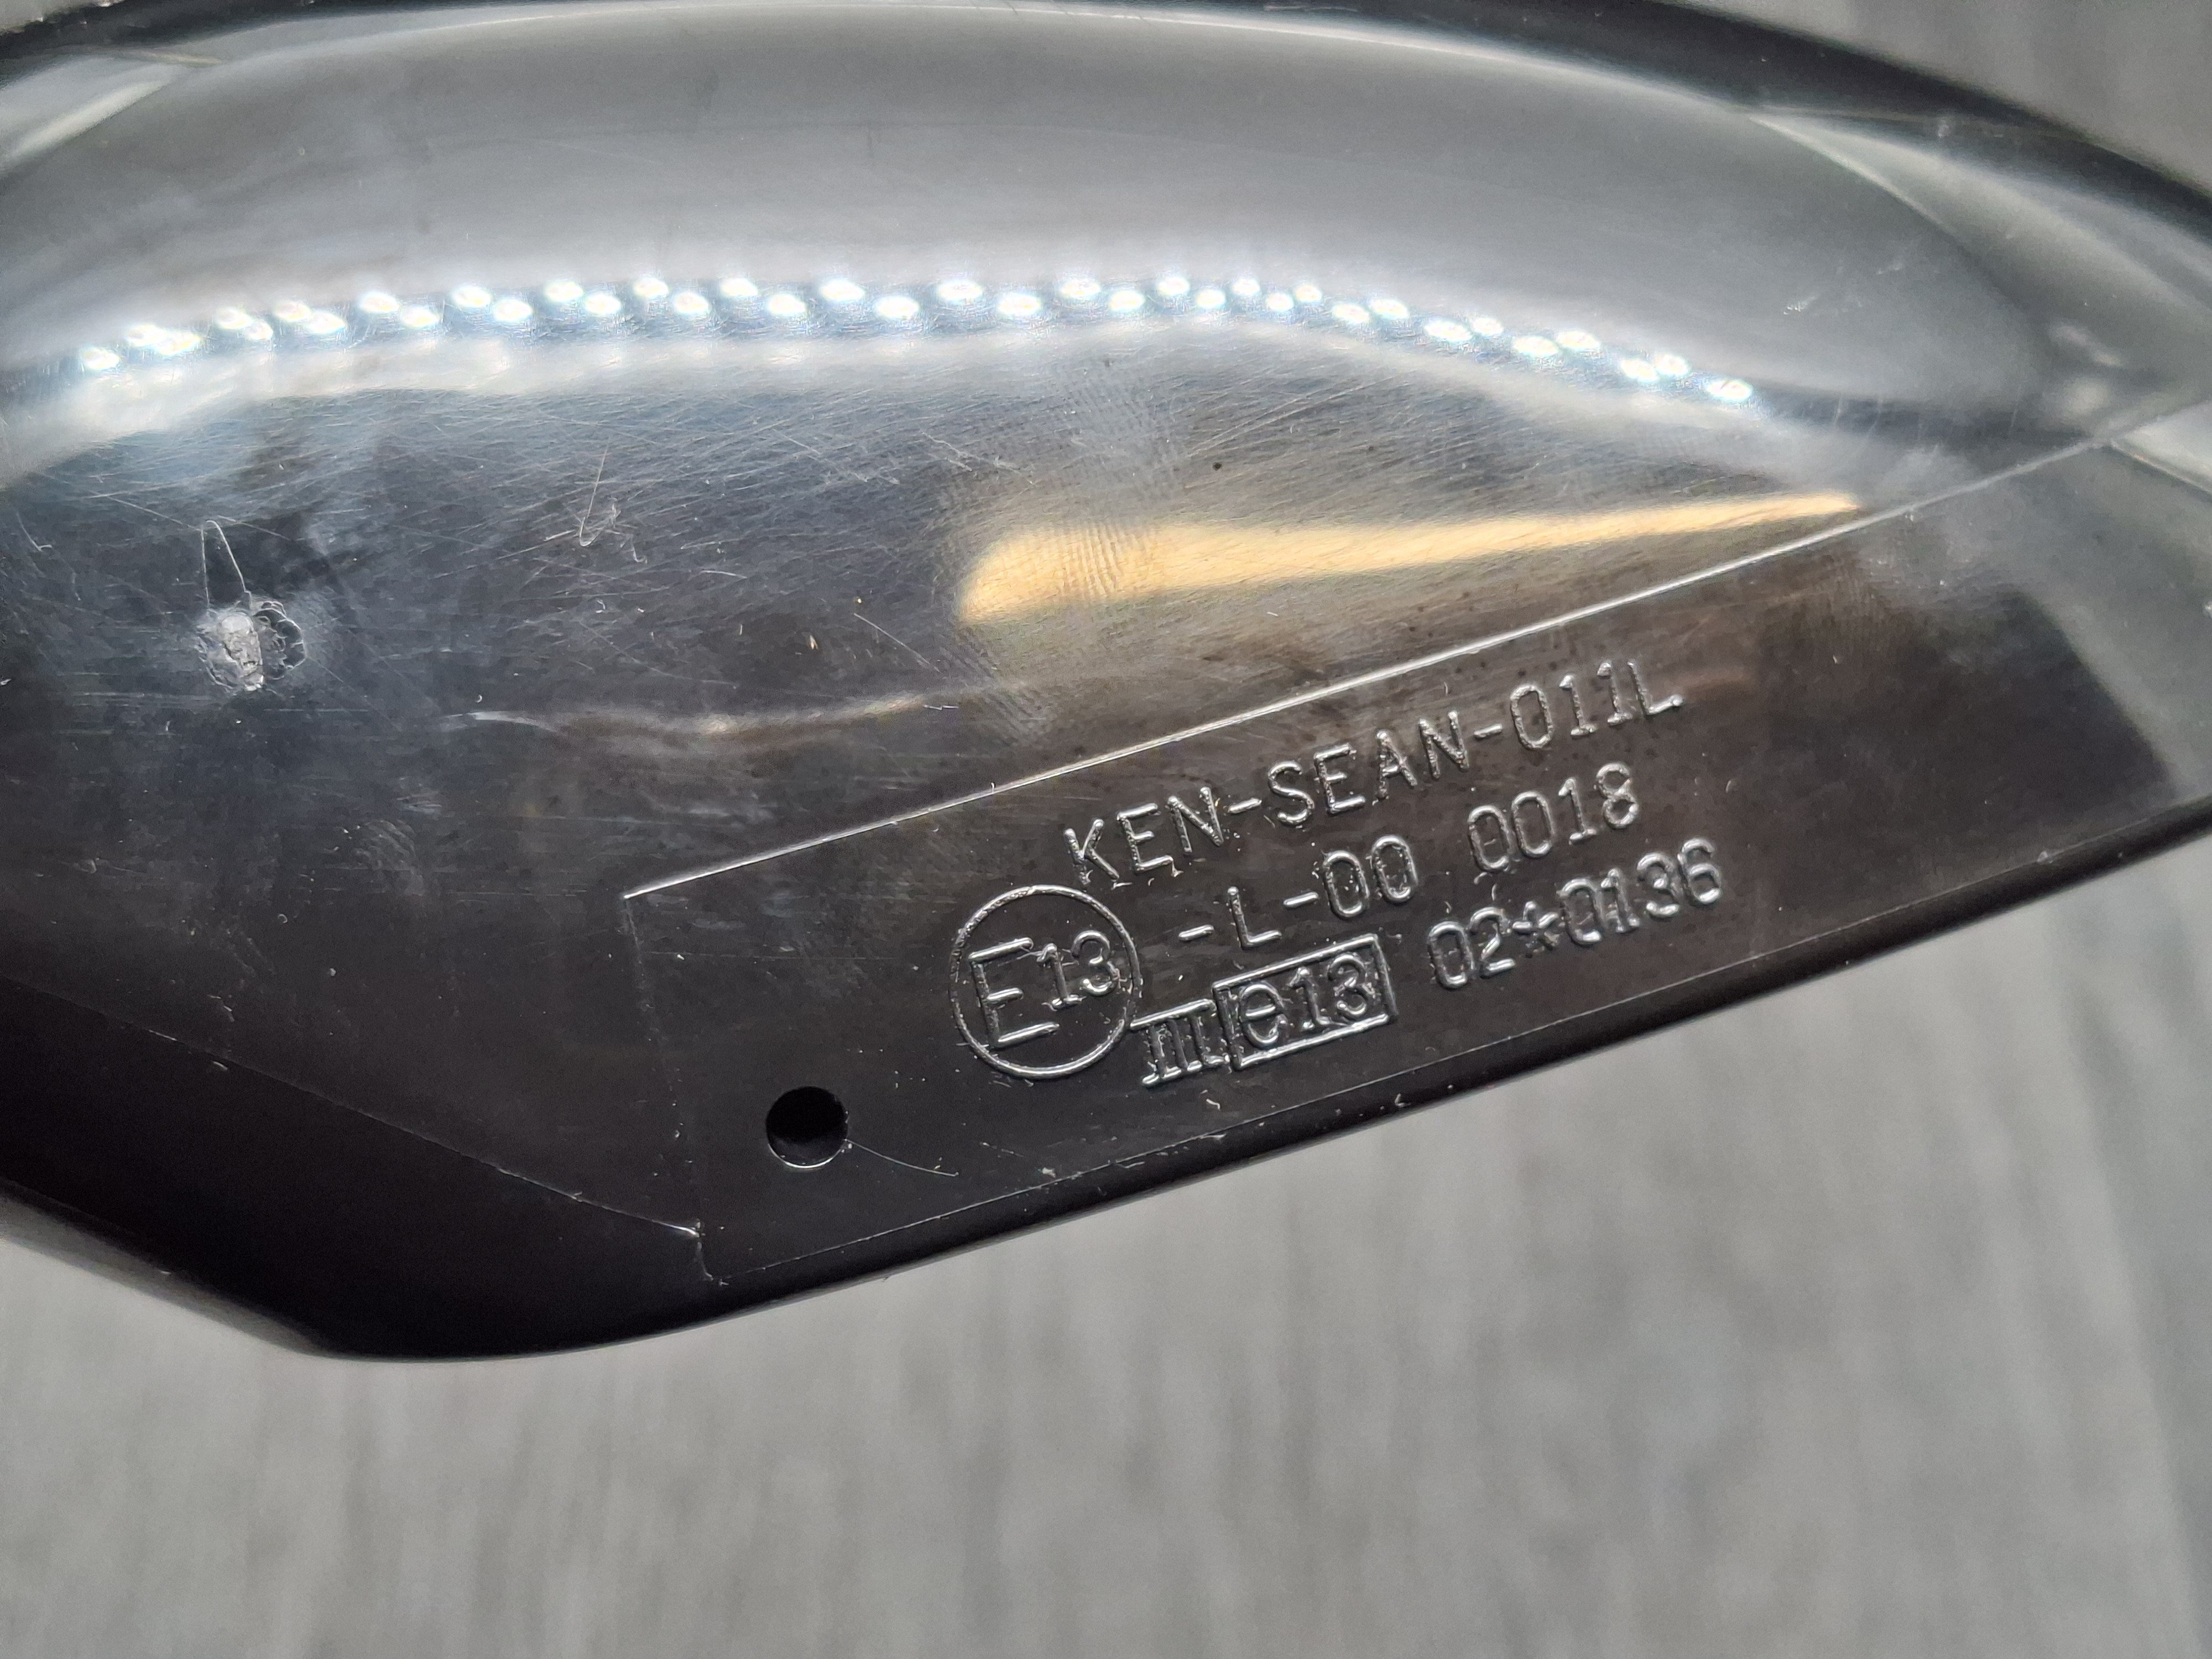 KEN-SEAN-011L
E13 -L-00 0018
III e13 02*0136